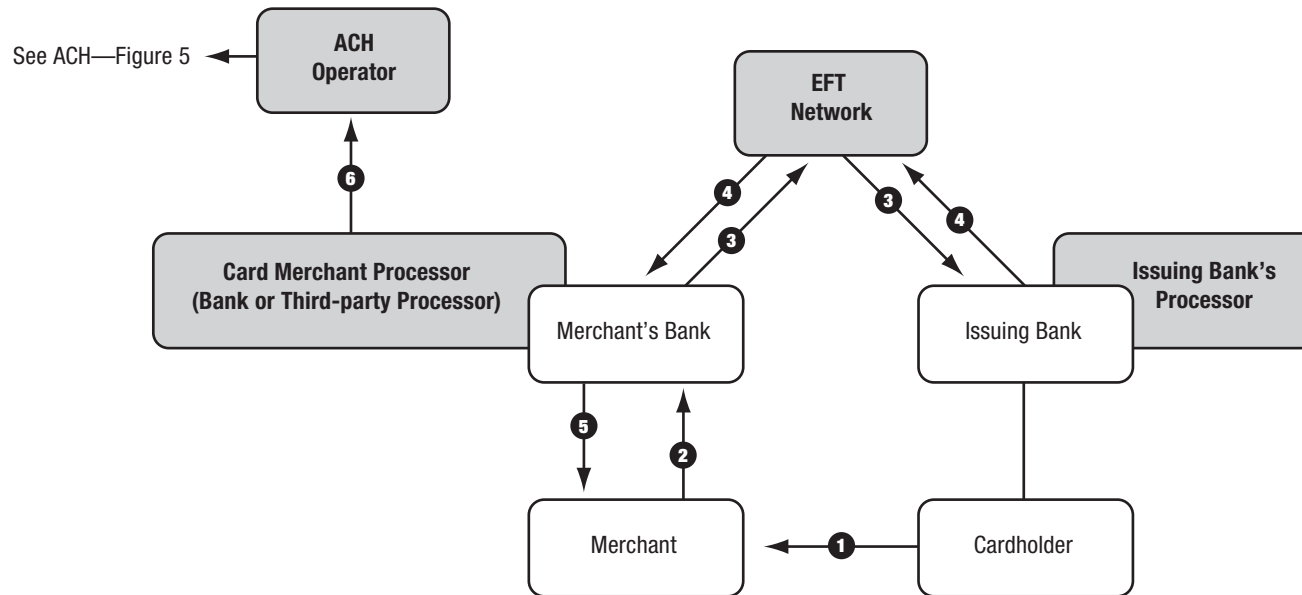 See ACH—Figure 5
ACH
Operator
EFT
Network
6
4
3
3
4
Card Merchant Processor
(Bank or Third-party Processor)
Issuing Bank's
Processor
Merchant's Bank
Issuing Bank
5
2
Merchant
1
Cardholder